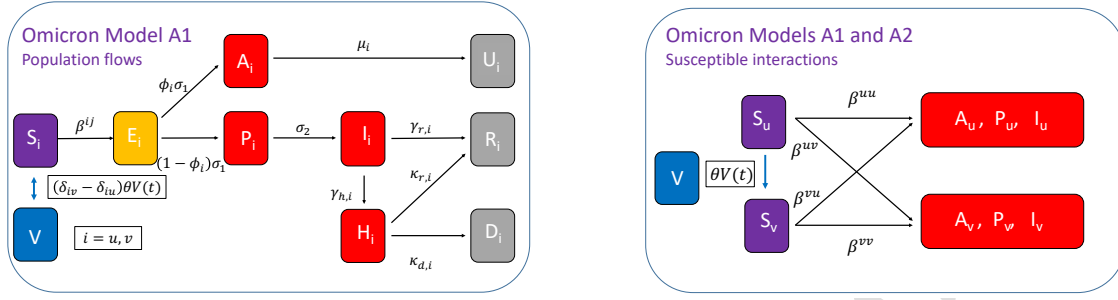 Omicron Model A1
Population flows
A_i
μ_i
U_i
ϕ_iσ_1
S_i
β^{ij}
E_i
P_i
σ_2
I_i
γ_{r,i}
R_i
(1 − ϕ_i)σ_1
κ_{r,i}
(δ_{iv} − δ_{iu})θV(t)
γ_{h,i}
V
i = u, v
H_i
D_i
κ_{d,i}
Omicron Models A1 and A2
Susceptible interactions
β^{uu}
S_u
A_u, P_u, I_u
β^{uv}
V
θV(t)
β^{vu}
S_v
A_v, P_v, I_v
β^{vv}